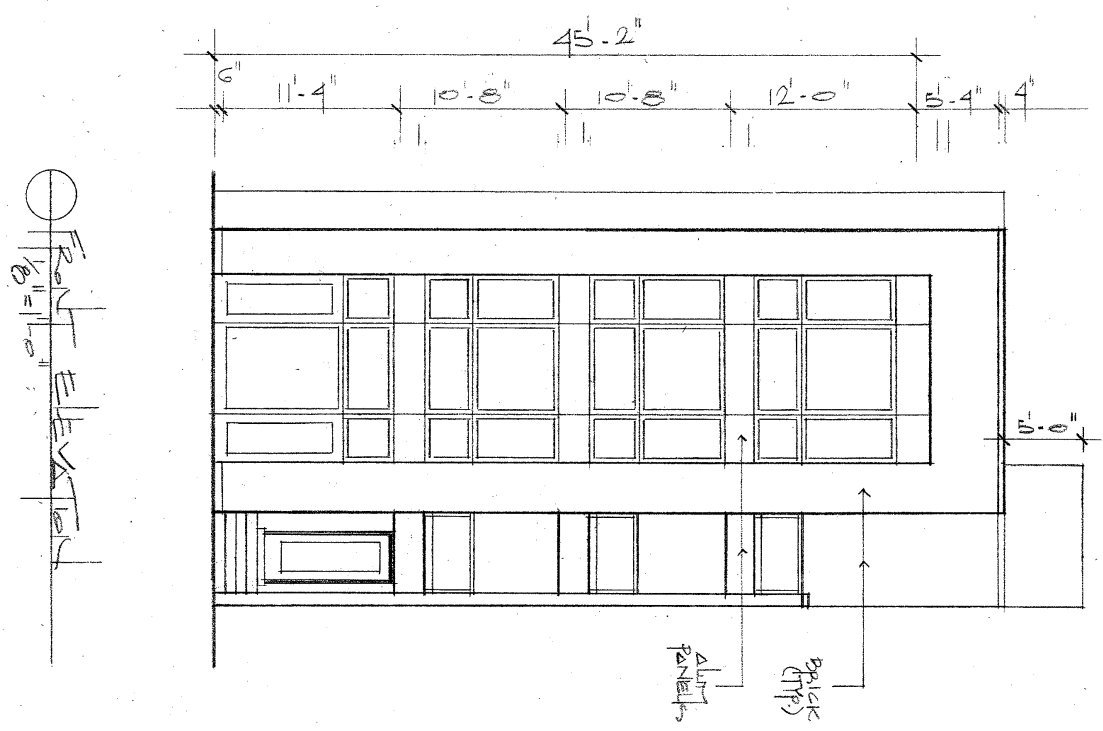 45'-2"
6"
11'-4"
10'-8"
10'-8"
12'-0"
5'-4"
4"
5'-0"
FRONT ELEVATION
1/8"=1'-0"
ALUM
PANELS
BRICK
(TYP.)